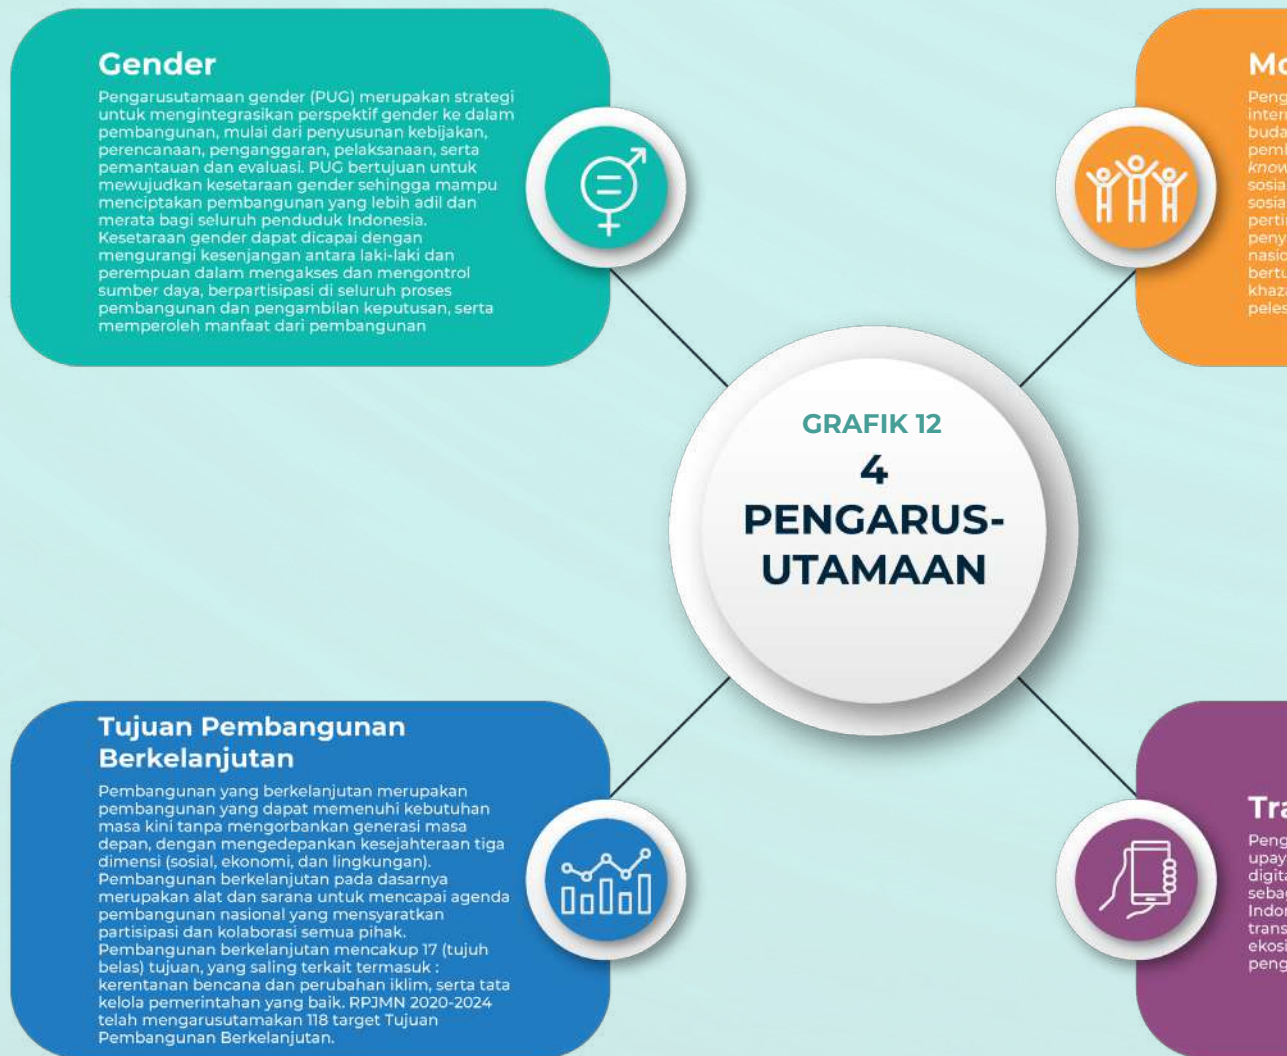 Gender
Pengarusutamaan gender (PUG) merupakan strategi
untuk mengintegrasikan perspektif gender ke dalam
pembangunan, mulai dari penyusunan kebijakan,
perencanaan, penganggaran, pelaksanaan, serta
pemantauan dan evaluasi. PUG bertujuan untuk
mewujudkan kesetaraan gender sehingga mampu
menciptakan pembangunan yang lebih adil dan
merata bagi seluruh penduduk Indonesia.
Kesetaraan gender dapat dicapai dengan
mengurangi kesenjangan antara laki-laki dan
perempuan dalam mengakses dan mengontrol
sumber daya, berpartisipasi di seluruh proses
pembangunan dan pengambilan keputusan, serta
memperoleh manfaat dari pembangunan
GRAFIK 12
4
PENGARUS-
UTAMAAN
Tujuan Pembangunan
Berkelanjutan
Pembangunan yang berkelanjutan merupakan
pembangunan yang dapat memenuhi kebutuhan
masa kini tanpa mengorbankan generasi masa
depan, dengan mengedepankan kesejahteraan tiga
dimensi (sosial, ekonomi, dan lingkungan).
Pembangunan berkelanjutan pada dasarnya
merupakan alat dan sarana untuk mencapai agenda
pembangunan nasional yang mensyaratkan
partisipasi dan kolaborasi semua pihak.
Pembangunan berkelanjutan mencakup 17 (tujuh
belas) tujuan, yang saling terkait termasuk :
kerentanan bencana dan perubahan iklim, serta tata
kelola pemerintahan yang baik. RPJMN 2020-2024
telah mengarusutamakan 118 target Tujuan
Pembangunan Berkelanjutan.